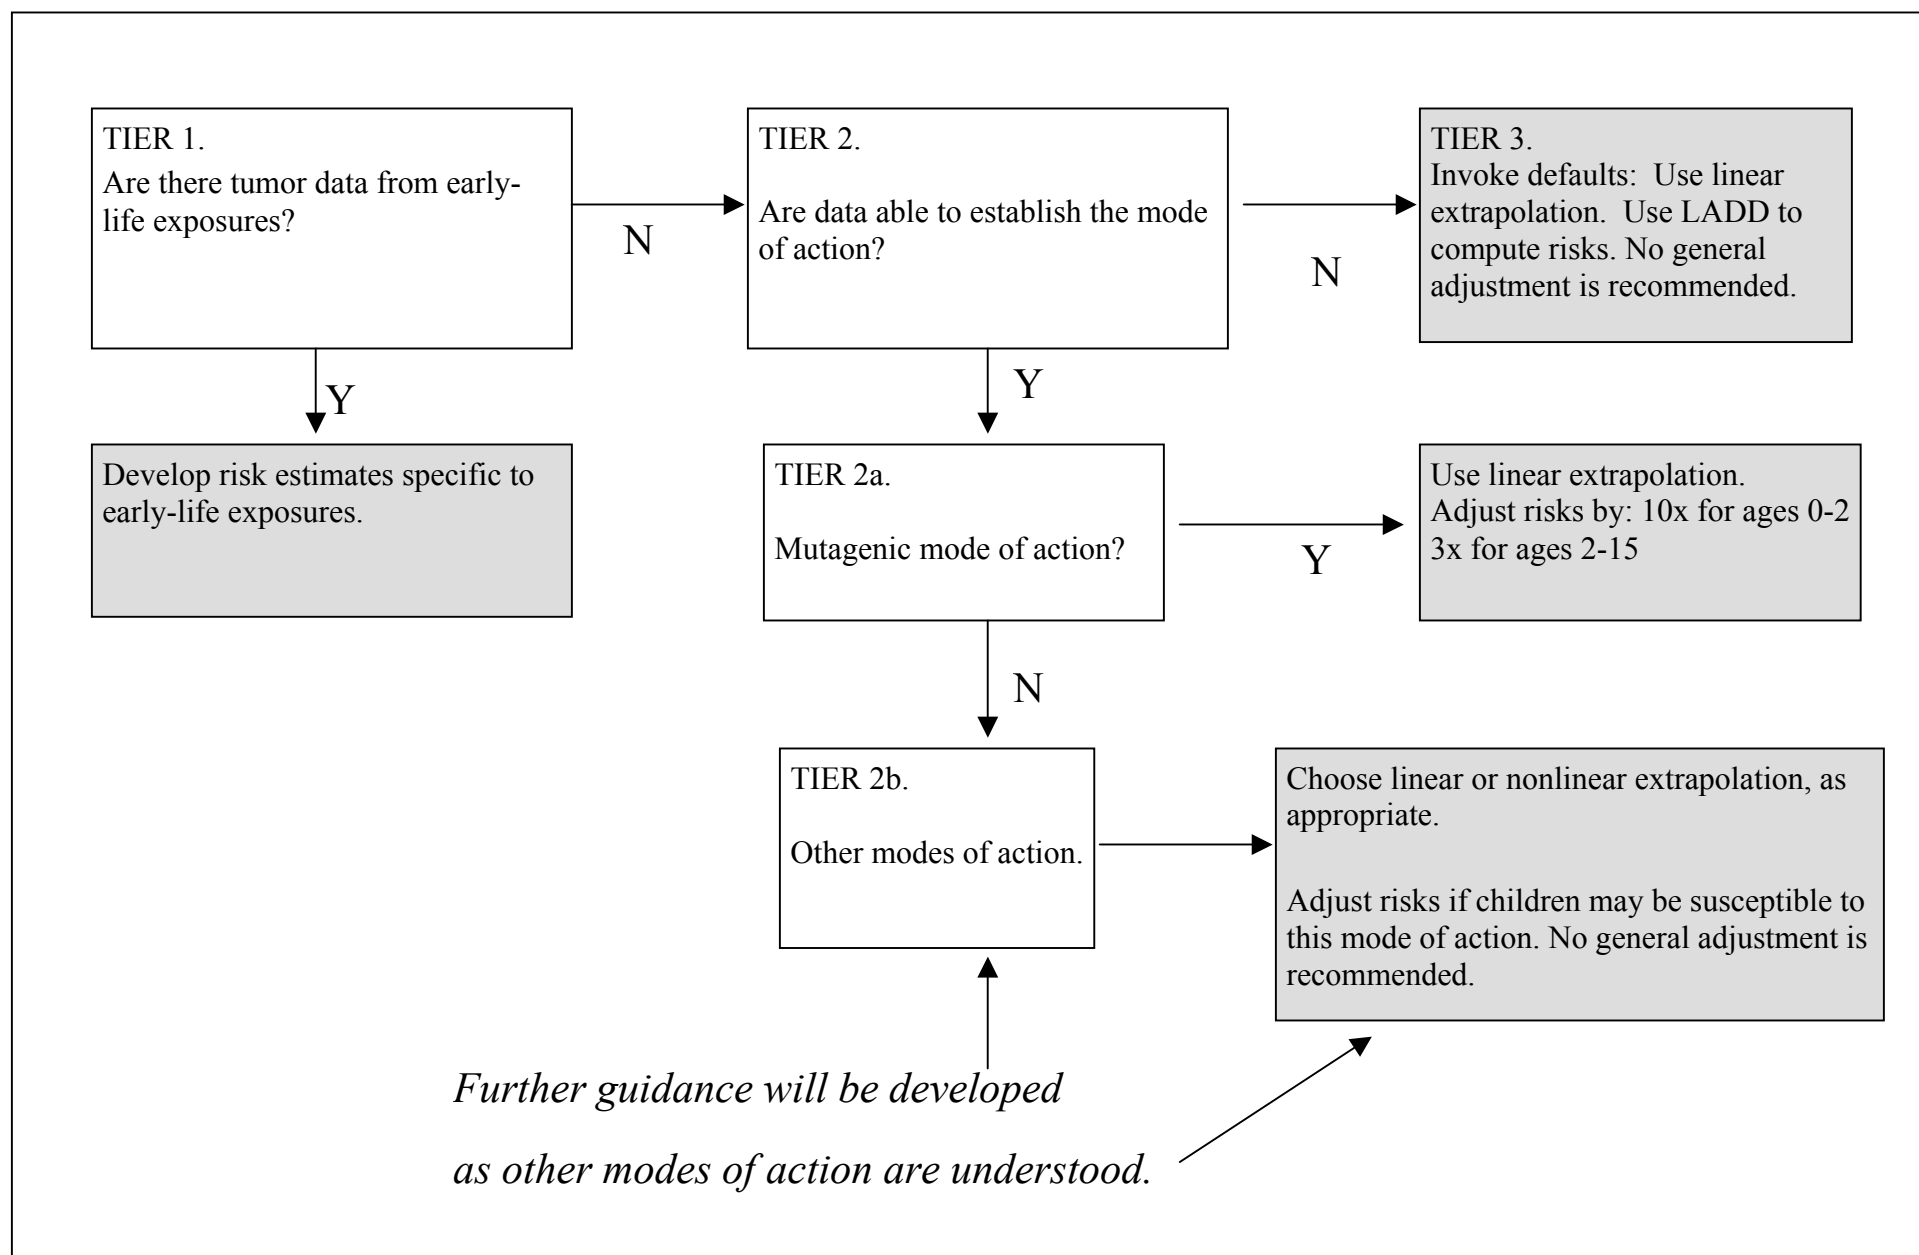 TIER 1.
Are there tumor data from early-
life exposures?
N
TIER 2.
Are data able to establish the mode
of action?
N
TIER 3.
Invoke defaults:  Use linear
extrapolation.  Use LADD to
compute risks. No general
adjustment is recommended.
Y
Y
Develop risk estimates specific to
early-life exposures.
TIER 2a.
Mutagenic mode of action?
Y
Use linear extrapolation.
Adjust risks by: 10x for ages 0-2
3x for ages 2-15
N
TIER 2b.
Other modes of action.
Choose linear or nonlinear extrapolation, as
appropriate.
Adjust risks if children may be susceptible to
this mode of action. No general adjustment is
recommended.
Further guidance will be developed
as other modes of action are understood.